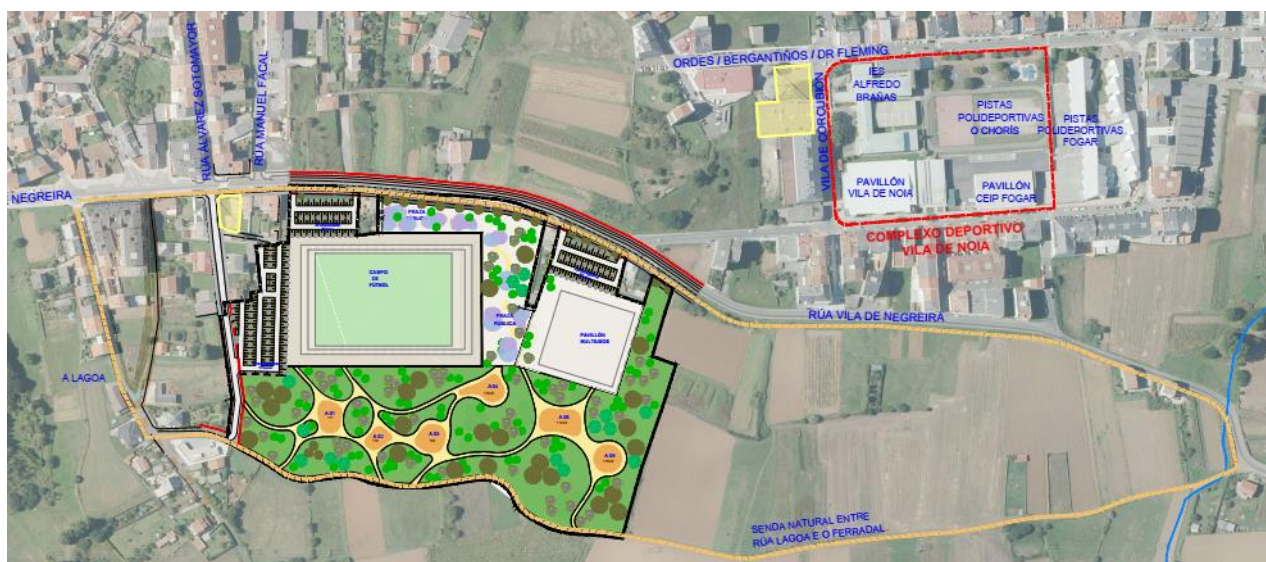 RÚA ÁLVAREZ SOTOMAYOR
RÚA MANUEL FACAL
NEGREIRA
ORDES / BERGANTIÑOS / DR FLEMING
VILA DE CORCUBIÓN
IES
ALFREDO
BRAÑAS
PISTAS
POLIDEPORTIVAS
O CHORÍS
PISTAS
POLIDEPORTIVAS
FOGAR
PAVILLÓN
VILA DE NOIA
PAVILLÓN
CEIP FOGAR
COMPLEXO DEPORTIVO
VILA DE NOIA
PRAZA
CAMPO
DE
FÚTBOL
PRAZA
PÚBLICA
PAVILLÓN
MULTIUSOS
RÚA VILA DE NEGREIRA
A LAGOA
SENDA NATURAL ENTRE
RÚA LAGOA E O FERRADAL